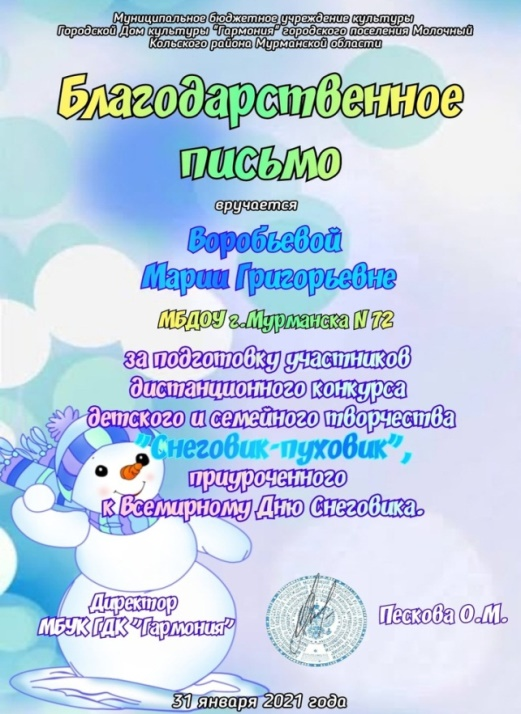 Муниципальное бюджетное учреждение культуры
Городской Дом культуры "Гармония" городского поселения Молочный
Кольского района Мурманской области
Благодарственное
письмо
вручается
Воробьевой
Марии Григорьевне
МБДОУ г.Мурманска N 72
за подготовку участников
дистанционного конкурса
детского и семейного творчества
"Снеговик-пуховик",
приуроченного
к Всемирному Дню Снеговика.
Директор
МБУК ГДК "Гармония"
Пескова О.М.
31 января 2021 года